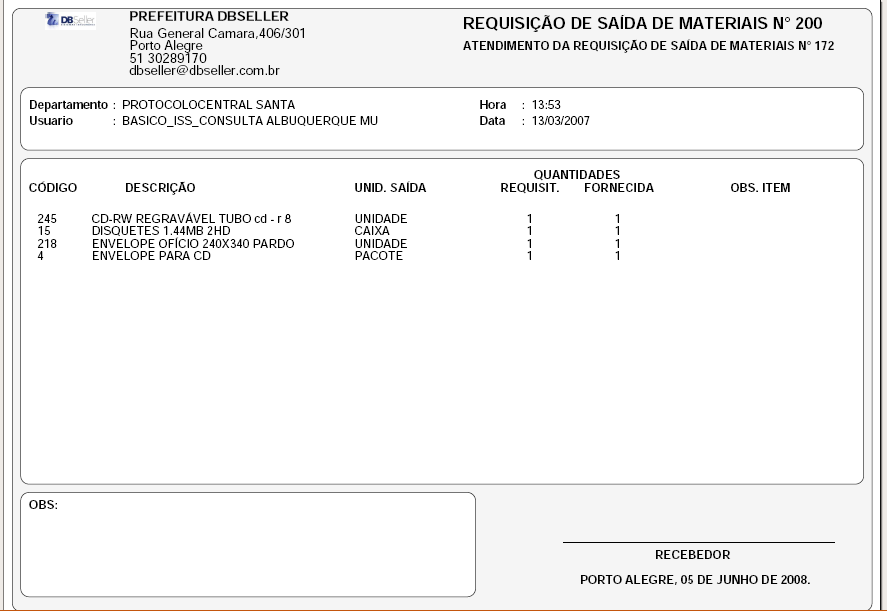 DBSeller
PREFEITURA DBSELLER
Rua General Camara,406/301
Porto Alegre
51 30289170
dbseller@dbseller.com.br
REQUISIÇÃO DE SAÍDA DE MATERIAIS N° 200
ATENDIMENTO DA REQUISIÇÃO DE SAÍDA DE MATERIAIS N° 172
Departamento : PROTOCOLOCENTRAL SANTA
Hora : 13:53
Usuario : BASICO_ISS_CONSULTA ALBUQUERQUE MU
Data : 13/03/2007
QUANTIDADES
CÓDIGO DESCRIÇÃO UNID. SAÍDA REQUISIT. FORNECIDA OBS. ITEM
245 CD-RW REGRAVÁVEL TUBO cd - r 8 UNIDADE 1 1
15 DISQUETES 1.44MB 2HD CAIXA 1 1
218 ENVELOPE OFÍCIO 240X340 PARDO UNIDADE 1 1
4 ENVELOPE PARA CD PACOTE 1 1
OBS:
RECEBEDOR
PORTO ALEGRE, 05 DE JUNHO DE 2008.